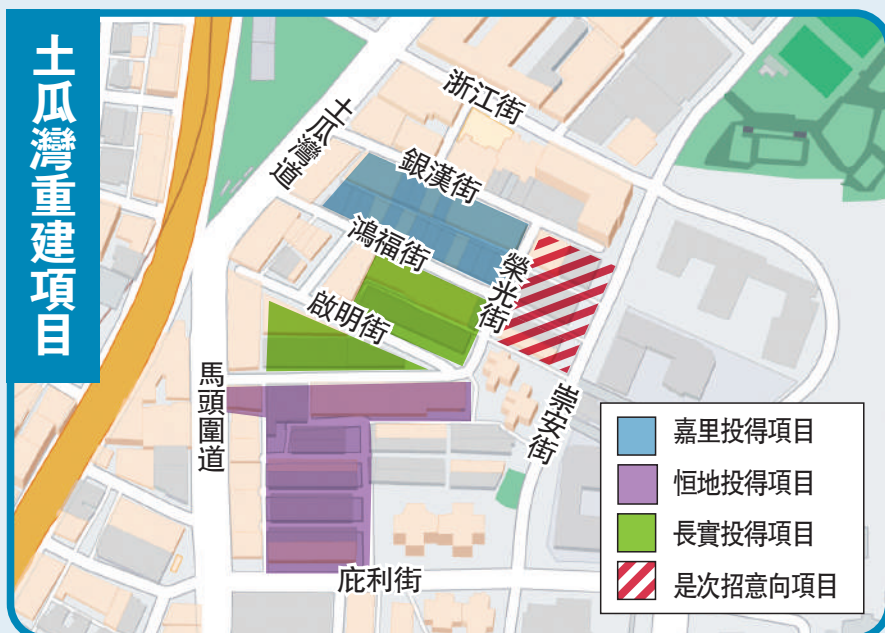 土瓜灣重建項目
浙江街
土瓜灣道
銀漢街
鴻福街
榮光街
啟明街
馬頭圍道
崇安街
庇利街
嘉里投得項目
恒地投得項目
長實投得項目
是次招意向項目